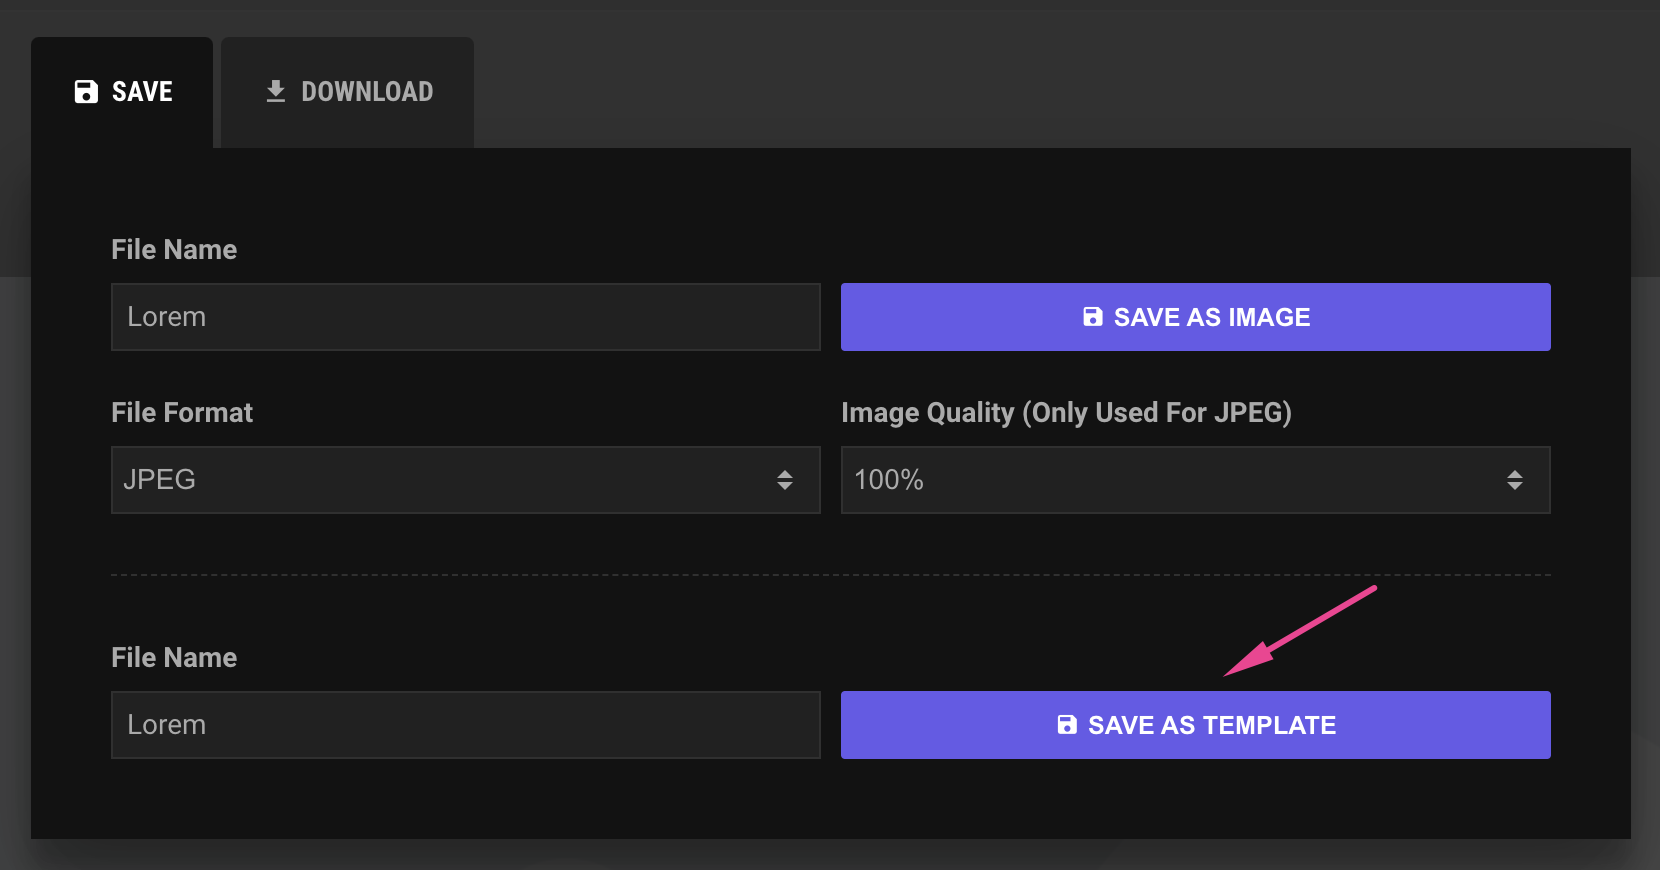 SAVE
DOWNLOAD
File Name
Lorem
SAVE AS IMAGE
File Format
Image Quality (Only Used For JPEG)
JPEG
100%
File Name
Lorem
SAVE AS TEMPLATE